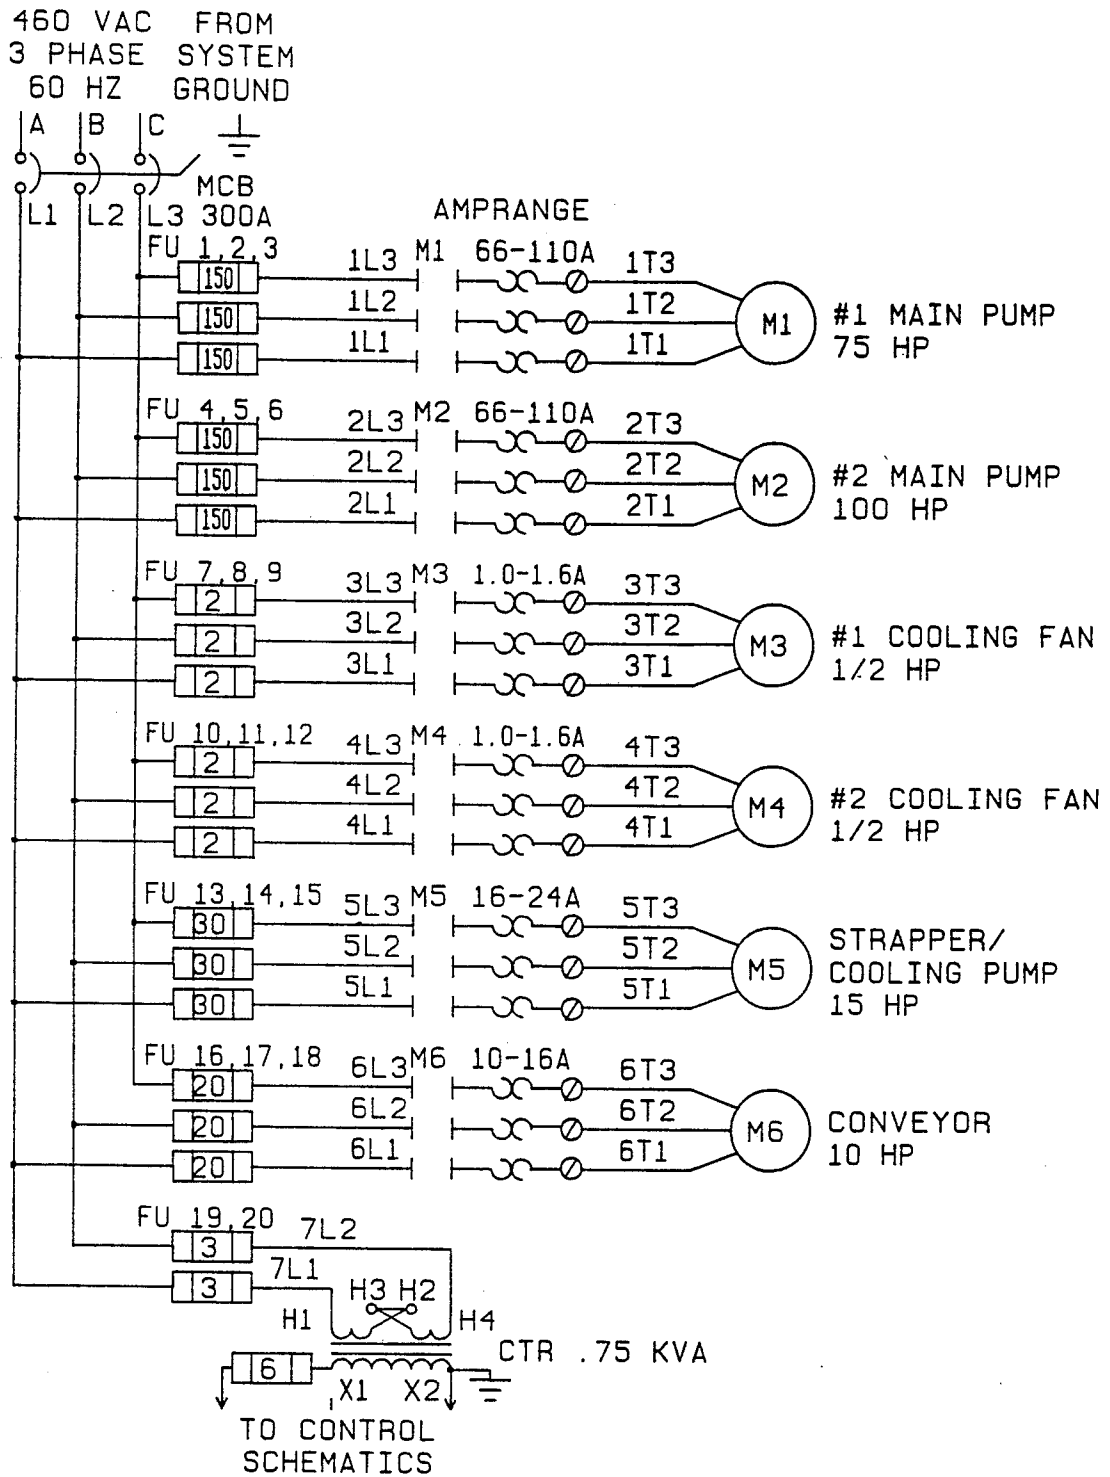 460 VAC FROM
3 PHASE SYSTEM
60 HZ GROUND
A B C
MCB
L1 L2 L3 300A
AMPRANGE
FU 1,2,3 1L3 M1 66-110A 1T3
150
1L2 1T2
150 M1 #1 MAIN PUMP
1L1 1T1 75 HP
150
FU 4,5,6 2L3 M2 66-110A 2T3
150
2L2 2T2
150 M2 #2 MAIN PUMP
2L1 2T1 100 HP
150
FU 7,8,9 3L3 M3 1.0-1.6A 3T3
2
3L2 3T2
2 M3 #1 COOLING FAN
3L1 3T1 1/2 HP
2
FU 10,11,12 4L3 M4 1.0-1.6A 4T3
2
4L2 4T2
2 M4 #2 COOLING FAN
4L1 4T1 1/2 HP
2
FU 13,14,15 5L3 M5 16-24A 5T3
30 STRAPPER/
5L2 5T2
30 M5 COOLING PUMP
5L1 5T1 15 HP
30
FU 16,17,18 6L3 M6 10-16A 6T3
20
6L2 6T2
20 M6 CONVEYOR
6L1 6T1 10 HP
20
FU 19,20 7L2
3
7L1
3 H3 H2
H1 H4
CTR .75 KVA
6
X1 X2
TO CONTROL
SCHEMATICS